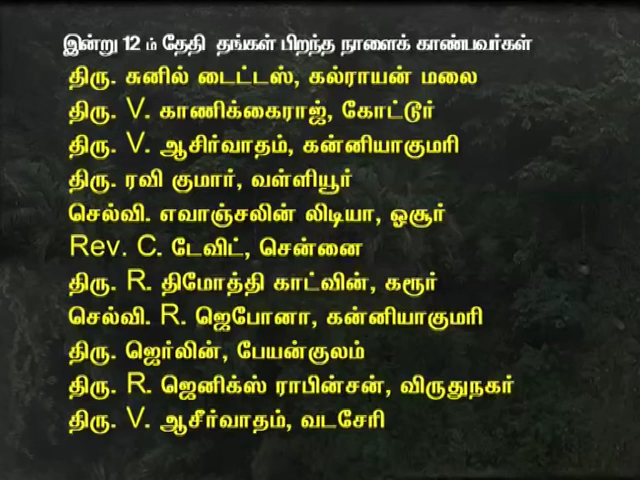 இன்று 12 ம் தேதி தங்கள் பிறந்த நாளைக் காண்பவர்கள்
திரு. சுனில் டைட்டஸ், கல்ராயன் மலை
திரு. V. காணிக்கைராஜ், கோட்டூர்
திரு. V. ஆசிர்வாதம், கன்னியாகுமரி
திரு. ரவி குமார், வள்ளியூர்
செல்வி. எவாஞ்சலின் லிடியா, ஓசூர்
Rev. C. டேவிட், சென்னை
திரு. R. திமோத்தி காட்வின், கரூர்
செல்வி. R. ஜெபோனா, கன்னியாகுமரி
திரு. ஜெர்லின், பேயன்குலம்
திரு. R. ஜெனிக்ஸ் ராபின்சன், விருதுநகர்
திரு. V. ஆசீர்வாதம், வடசேரி